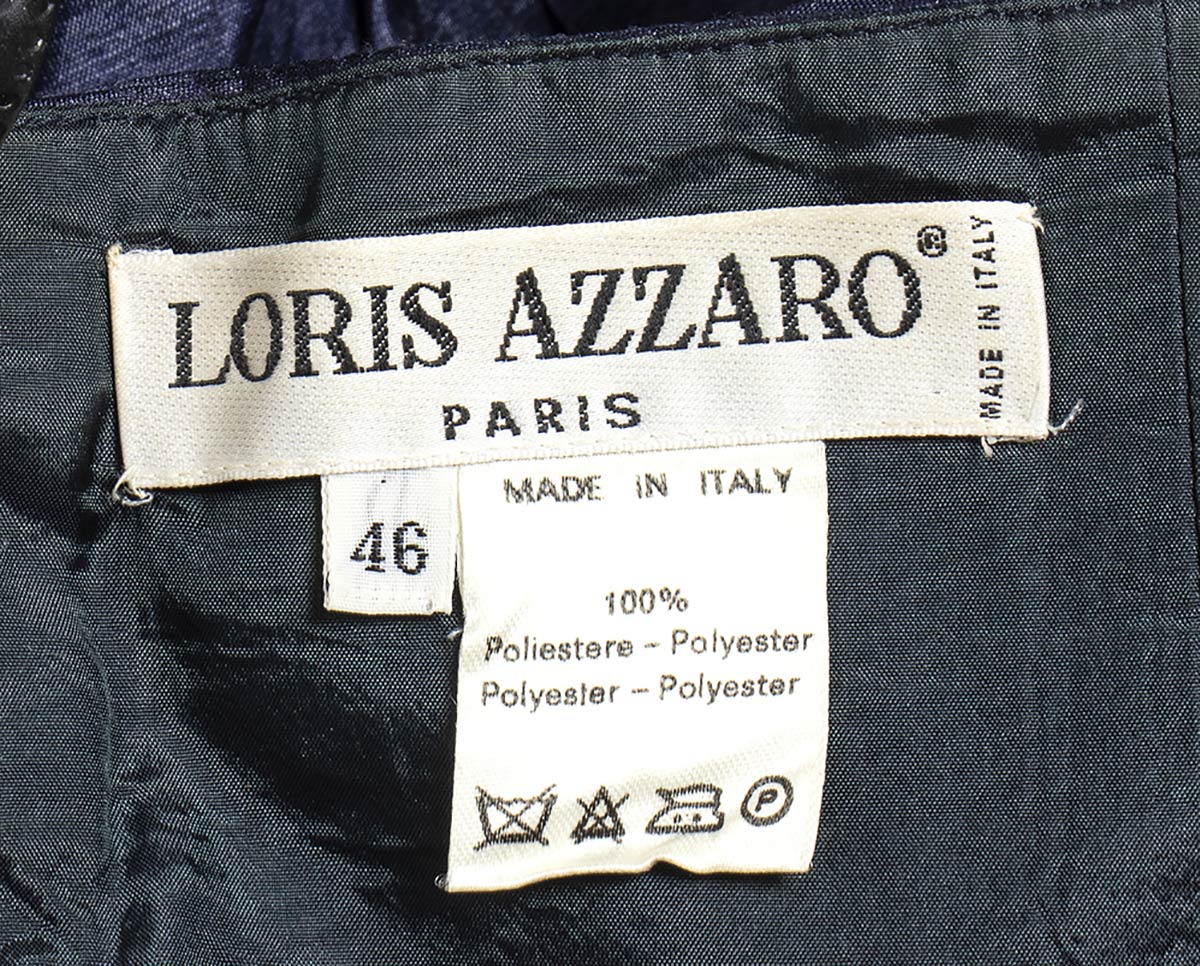 LORIS AZZARO®
PARIS
MADE IN ITALY
46
MADE IN ITALY
100%
Poliestere - Polyester
Polyester - Polyester
P